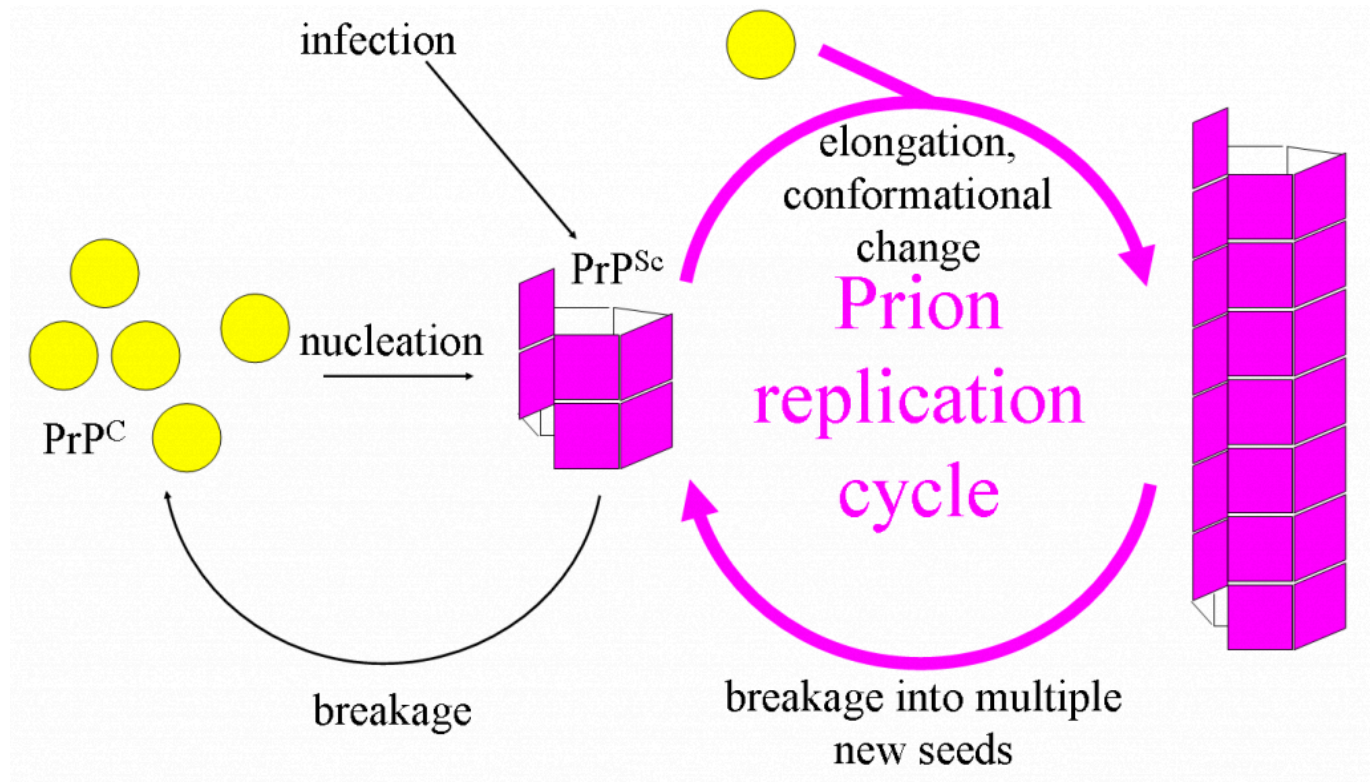 infection
elongation,
conformational
change
PrPSc
Prion
replication
cycle
nucleation
PrPC
breakage
breakage into multiple
new seeds